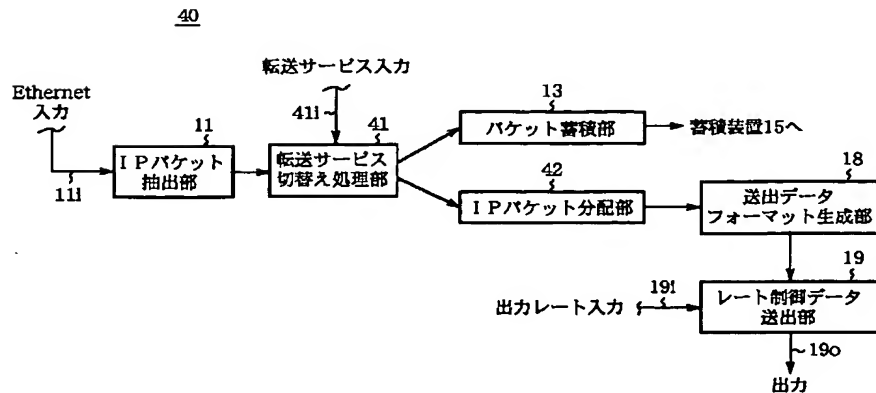 40
Ethernet
入力
11i
11
IPパケット
抽出部
転送サービス入力
41i
41
転送サービス
切替え処理部
13
パケット蓄積部
蓄積装置15へ
42
IPパケット分配部
18
送出データ
フォーマット生成部
出力レート入力
19i
19
レート制御データ
送出部
19o
出力